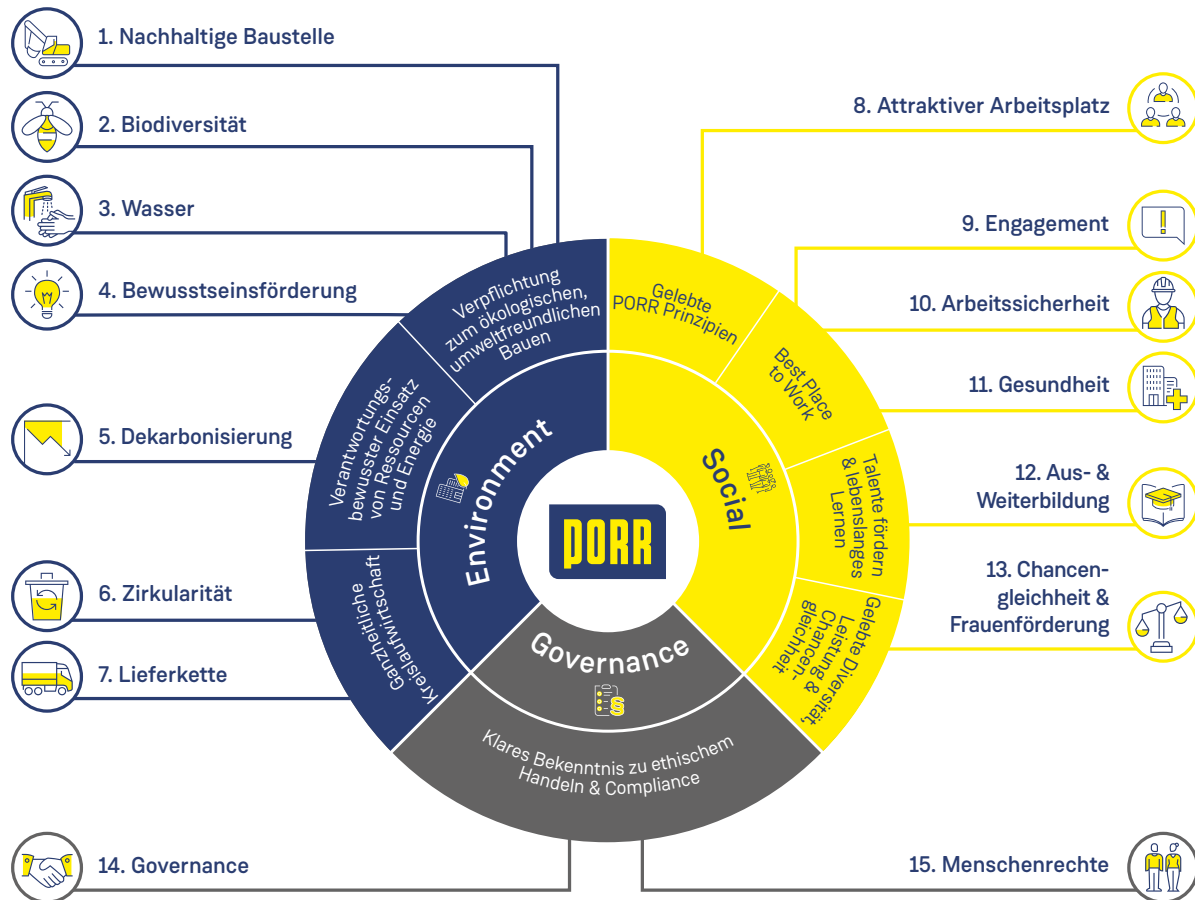 1. Nachhaltige Baustelle
2. Biodiversität
3. Wasser
4. Bewusstseinsförderung
5. Dekarbonisierung
6. Zirkularität
7. Lieferkette
8. Attraktiver Arbeitsplatz
9. Engagement
10. Arbeitssicherheit
11. Gesundheit
12. Aus- &
Weiterbildung
13. Chancen-
gleichheit &
Frauenförderung
14. Governance
15. Menschenrechte
Verpflichtung
zum ökologischen,
umweltfreundlichen
Bauen
Verantwortungs-
bewusster Einsatz
von Ressourcen
und Energie
Ganzheitliche
Kreislaufwirtschaft
Environment
Gelebte
PORR Prinzipien
Best Place
to Work
Talente fördern
& lebenslanges
Lernen
Gelebte Diversität,
Leistung &
Chancen-
gleichheit
Social
PORR
Governance
§
Klares Bekenntnis zu ethischem
Handeln & Compliance